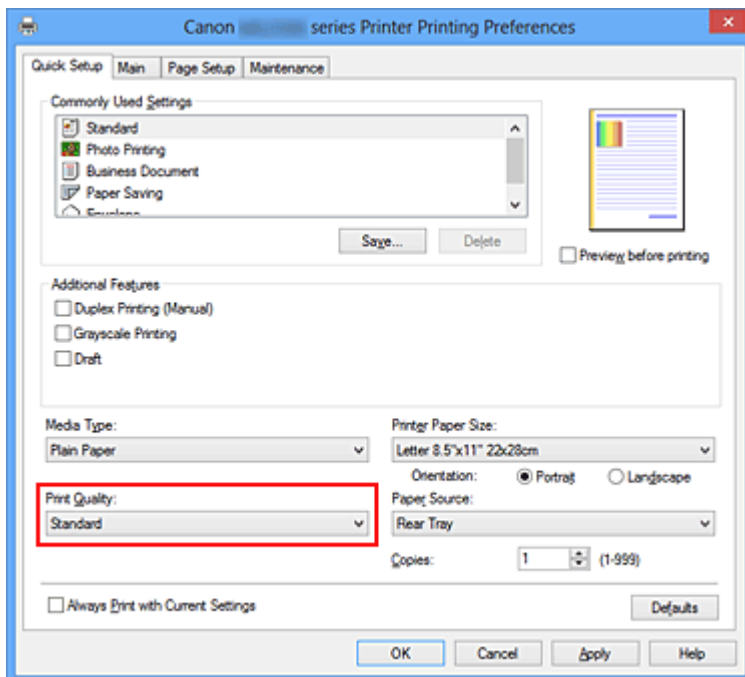 Canon series Printer Printing Preferences
Quick Setup Main Page Setup Maintenance
Commonly Used Settings
Standard
Photo Printing
Business Document
Paper Saving
Envelope
Save... Delete
Preview before printing
Additional Features
Duplex Printing (Manual)
Grayscale Printing
Draft
Media Type:
Plain Paper
Printer Paper Size:
Letter 8.5"x11" 22x28cm
Orientation: Portrait Landscape
Print Quality:
Standard
Paper Source:
Rear Tray
Copies: 1 (1-999)
Always Print with Current Settings
Defaults
OK Cancel Apply Help